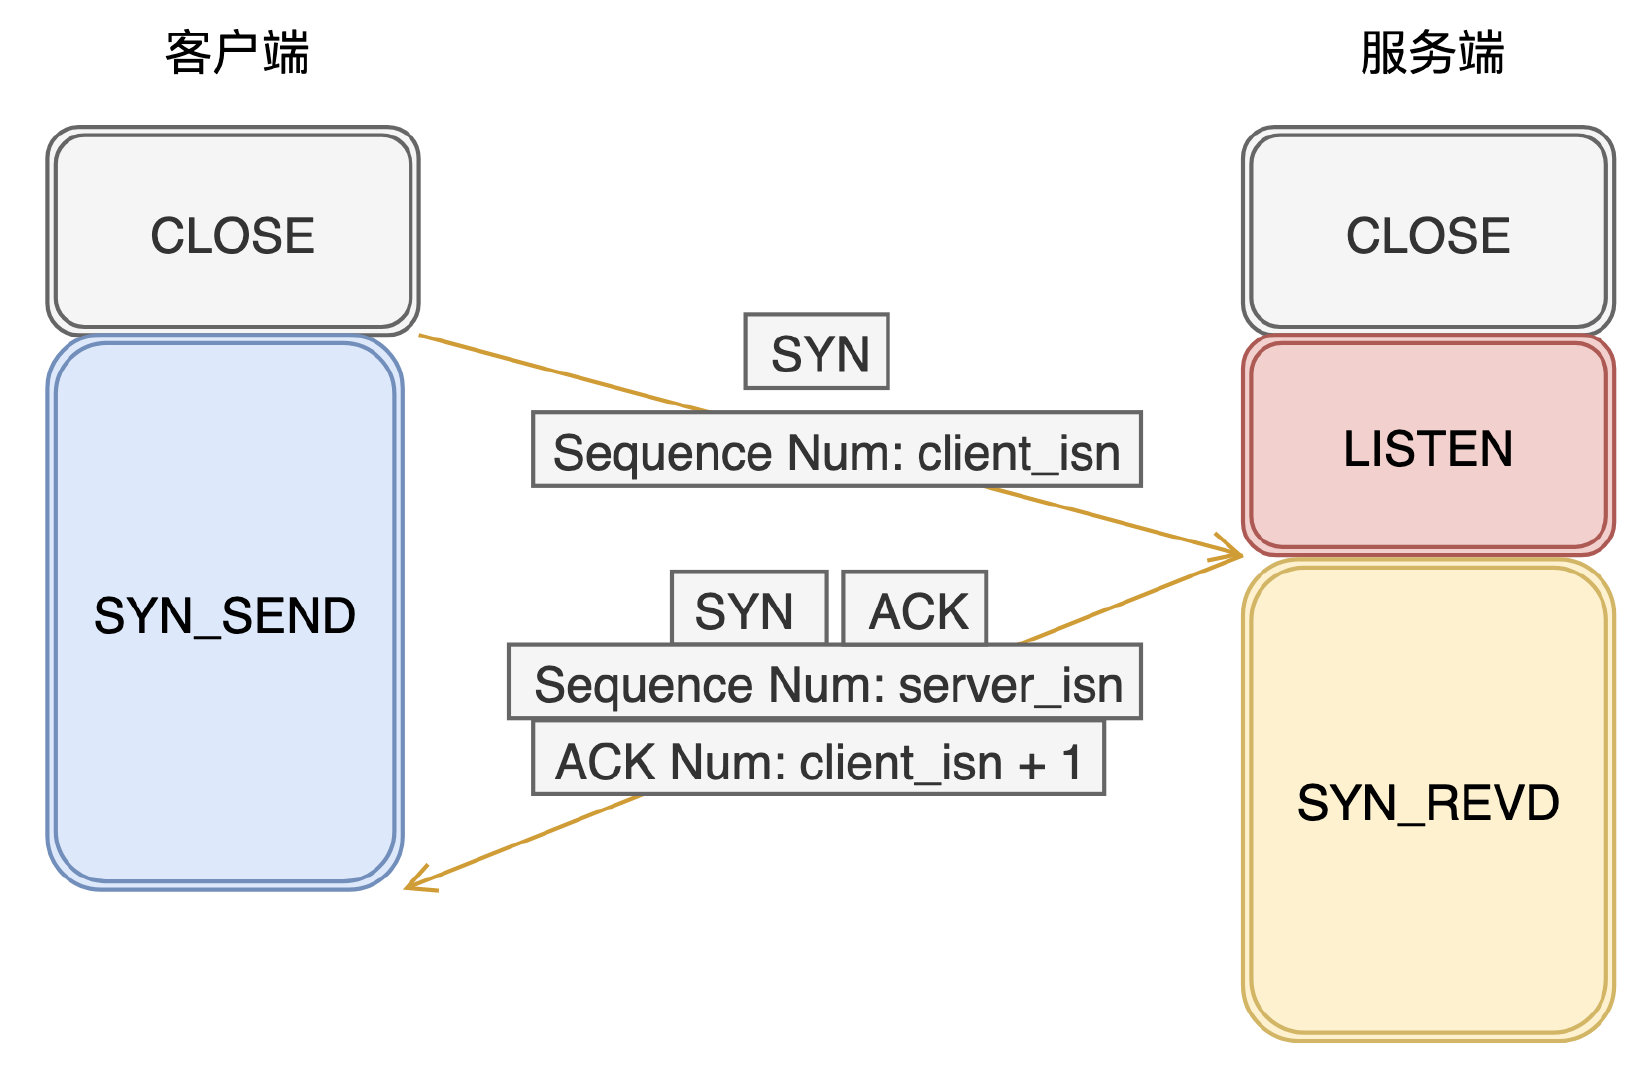 客户端
服务端
CLOSE
CLOSE
SYN
Sequence Num: client_isn
LISTEN
SYN_SEND
SYN
ACK
Sequence Num: server_isn
ACK Num: client_isn + 1
SYN_REVD